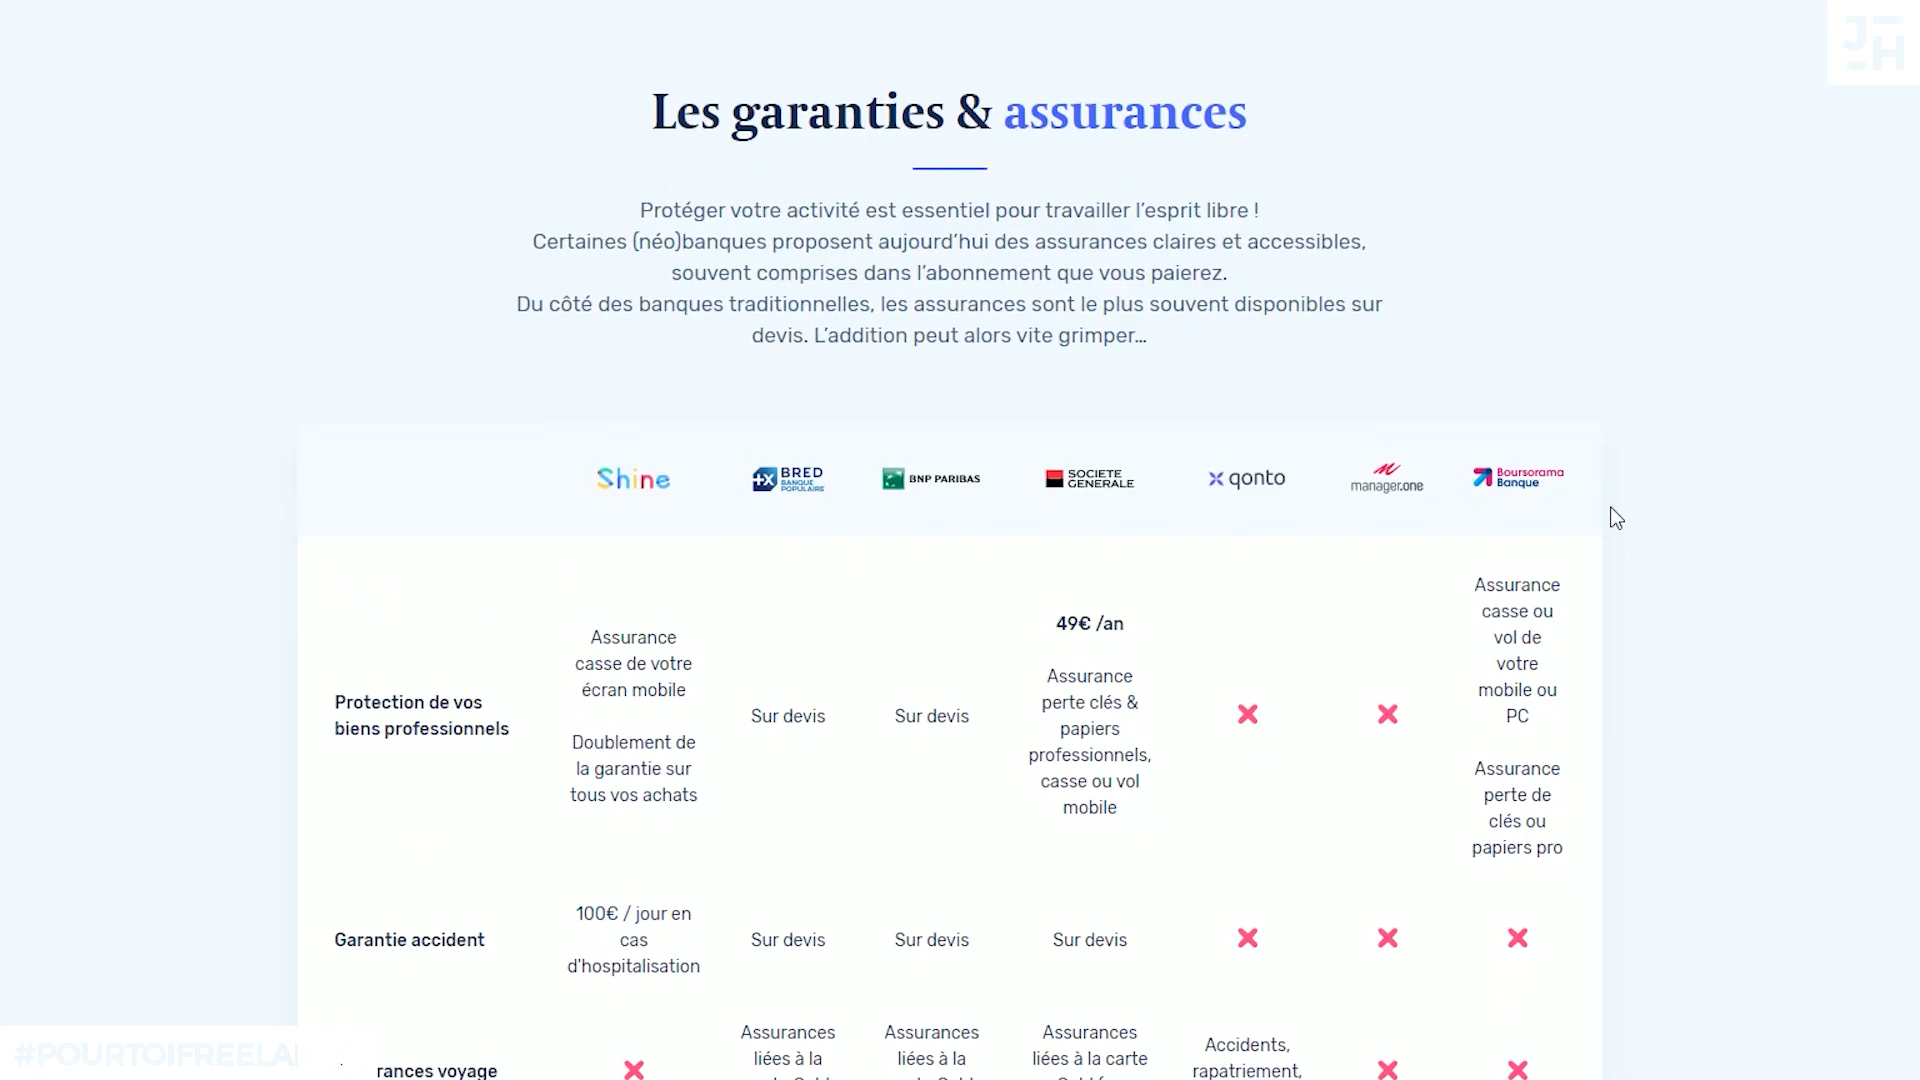 JH
Les garanties & assurances
Protéger votre activité est essentiel pour travailler l’esprit libre !
Certaines (néo)banques proposent aujourd’hui des assurances claires et accessibles,
souvent comprises dans l’abonnement que vous paierez.
Du côté des banques traditionnelles, les assurances sont le plus souvent disponibles sur
devis. L’addition peut alors vite grimper…
Shine
BRED
BANQUE
POPULAIRE
BNP PARIBAS
SOCIETE
GENERALE
qonto
manager.one
Boursorama
Banque
Protection de vos
biens professionnels
Assurance
casse de votre
écran mobile
Doublement de
la garantie sur
tous vos achats
Sur devis
Sur devis
49€ /an
Assurance
perte clés &
papiers
professionnels,
casse ou vol
mobile
Assurance
casse ou
vol de
votre
mobile ou
PC
Assurance
perte de
clés ou
papiers pro
Garantie accident
100€ / jour en
cas
d'hospitalisation
Sur devis
Sur devis
Sur devis
rances voyage
Assurances
liées à la
Assurances
liées à la
Assurances
liées à la carte
Accidents,
rapatriement,
#POURTOIFREELA